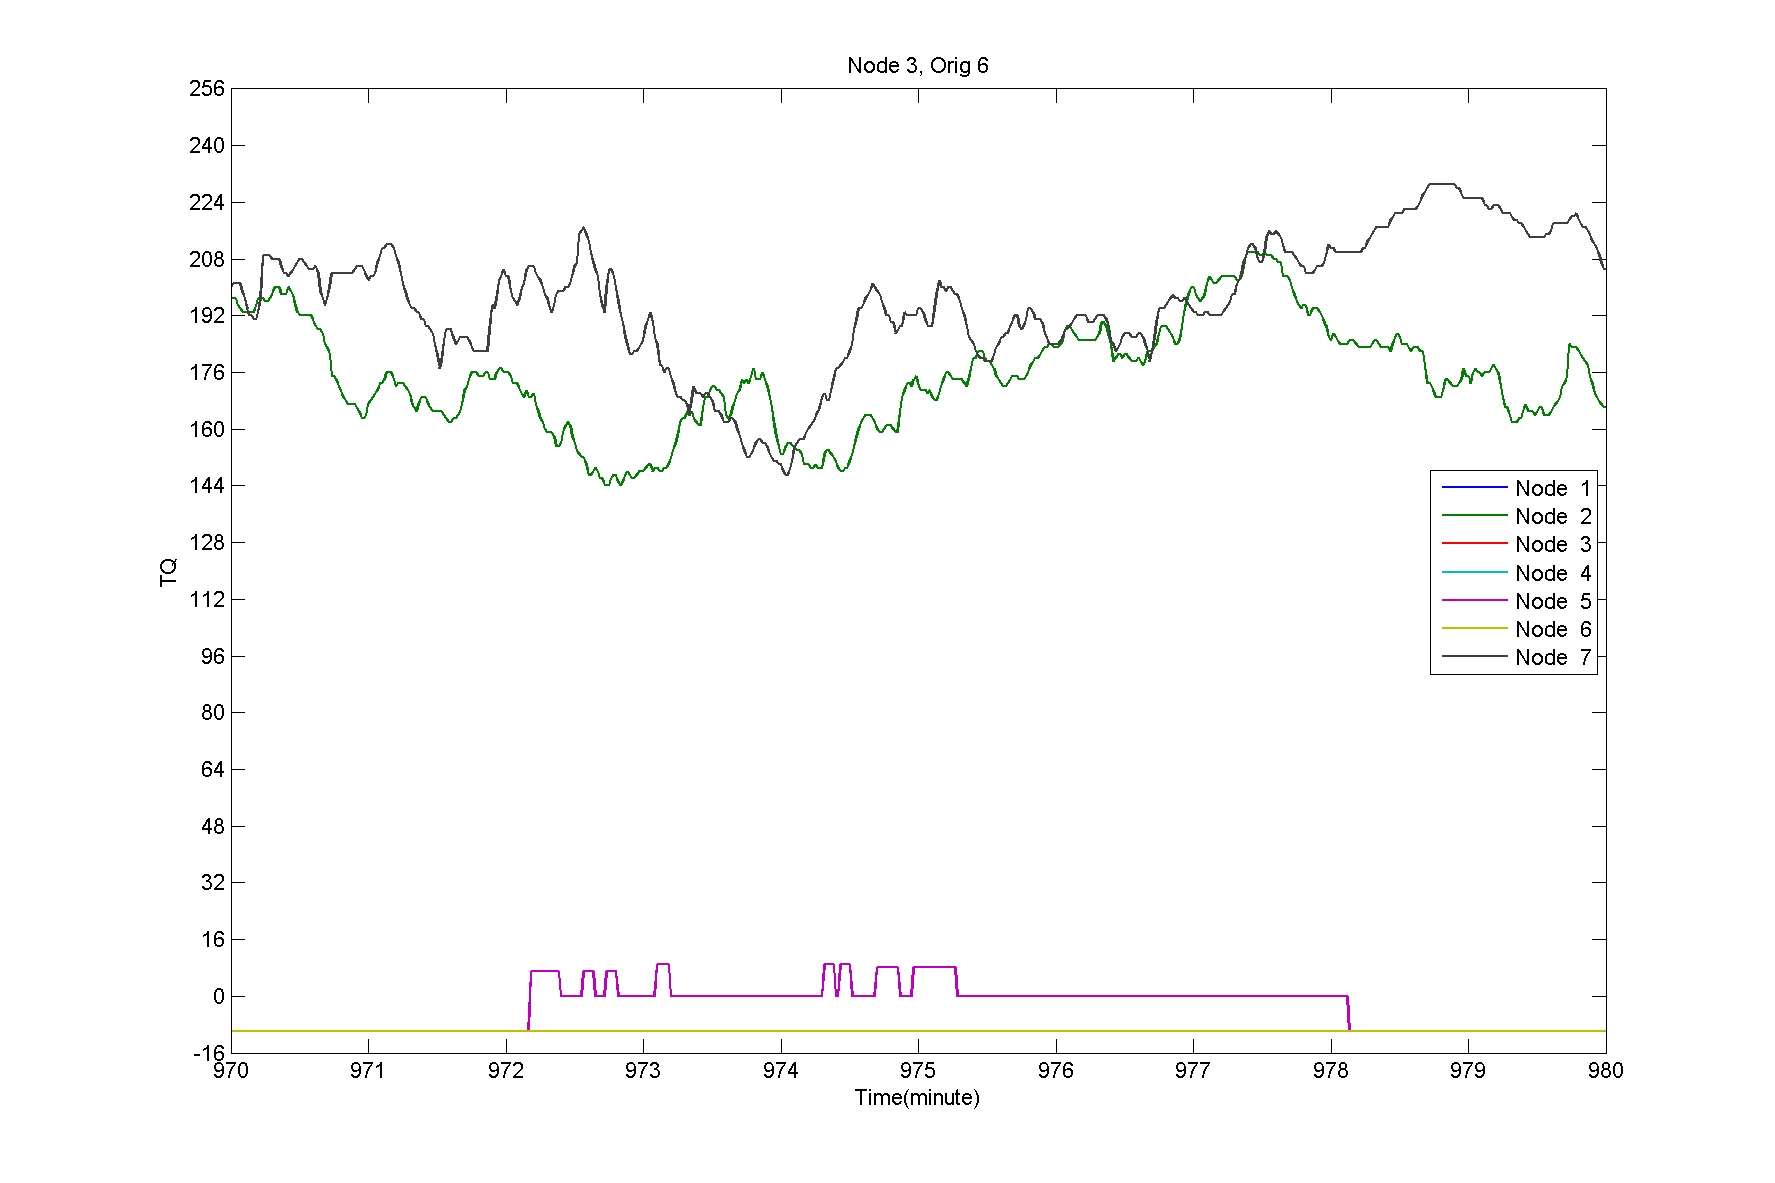 Node 3, Orig 6
256
240
224
208
192
176
160
144
128
112
96
80
64
48
32
16
0
-16
TQ
Node 1
Node 2
Node 3
Node 4
Node 5
Node 6
Node 7
970 971 972 973 974 975 976 977 978 979 980
Time(minute)